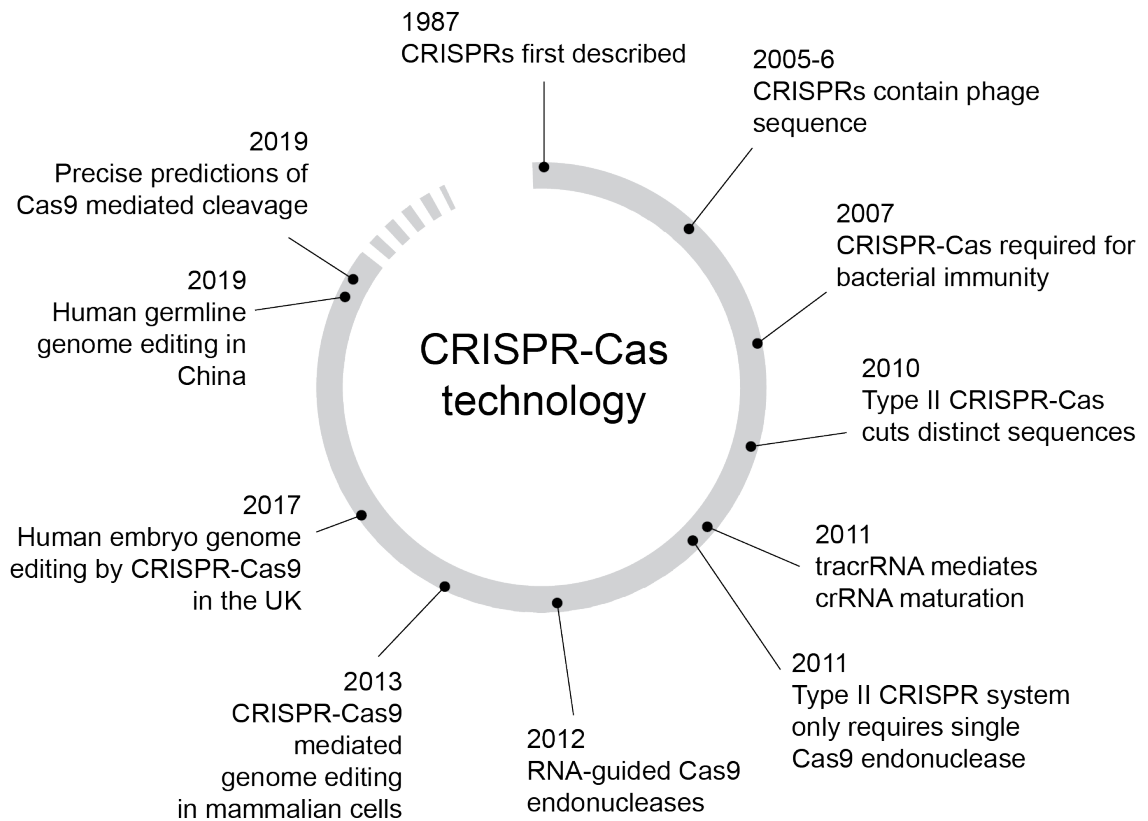 1987
CRISPRs first described
2005-6
CRISPRs contain phage
sequence
2007
CRISPR-Cas required for
bacterial immunity
2010
Type II CRISPR-Cas
cuts distinct sequences
2011
tracrRNA mediates
crRNA maturation
2011
Type II CRISPR system
only requires single
Cas9 endonuclease
2012
RNA-guided Cas9
endonucleases
2013
CRISPR-Cas9
mediated
genome editing
in mammalian cells
2017
Human embryo genome
editing by CRISPR-Cas9
in the UK
2019
Human germline
genome editing in
China
2019
Precise predictions of
Cas9 mediated cleavage
CRISPR-Cas
technology